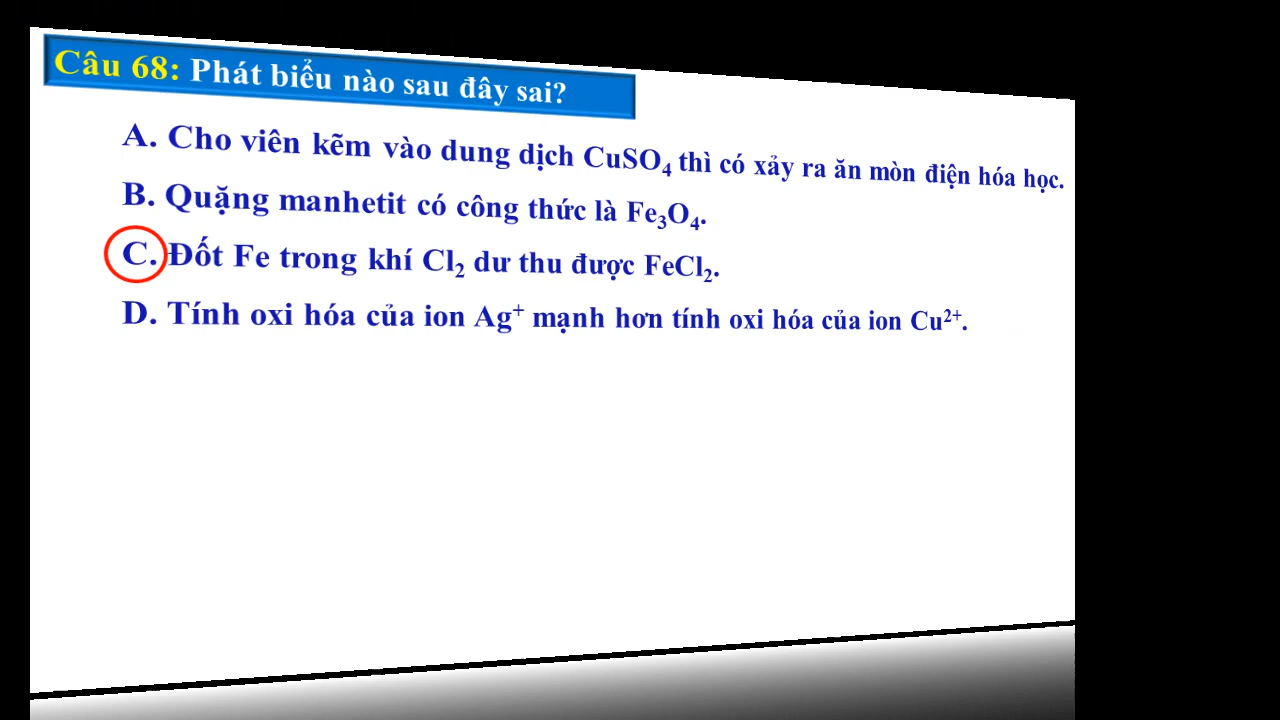 Câu 68: Phát biểu nào sau đây sai?
A. Cho viên kẽm vào dung dịch CuSO₄ thì có xảy ra ăn mòn điện hóa học.
B. Quặng manhetit có công thức là Fe₃O₄.
C. Đốt Fe trong khí Cl₂ dư thu được FeCl₂.
D. Tính oxi hóa của ion Ag⁺ mạnh hơn tính oxi hóa của ion Cu²⁺.